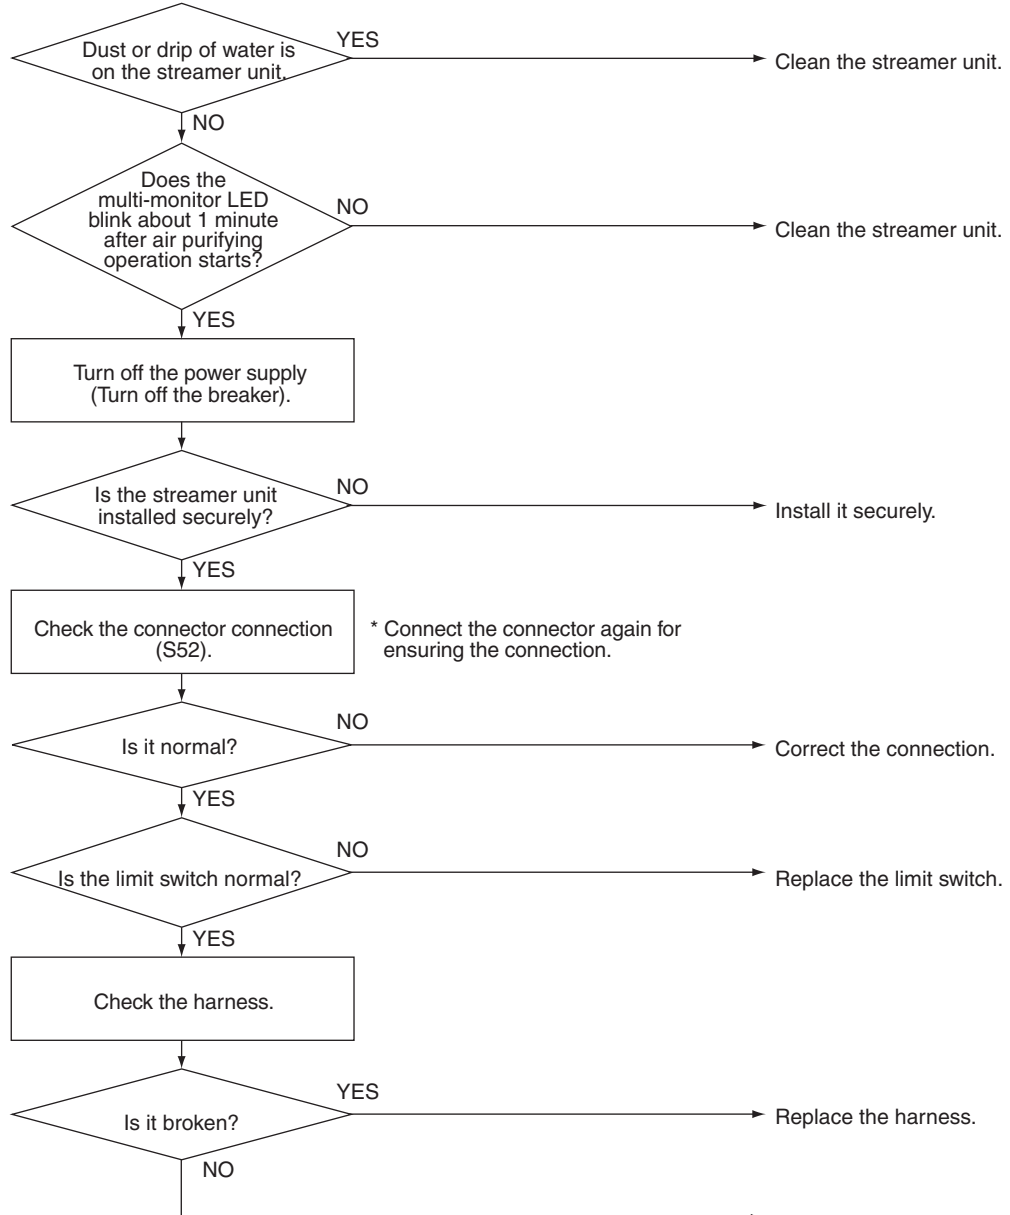 Dust or drip of water is
on the streamer unit.
YES
Clean the streamer unit.
NO
Does the
multi-monitor LED
blink about 1 minute
after air purifying
operation starts?
NO
Clean the streamer unit.
YES
Turn off the power supply
(Turn off the breaker).
Is the streamer unit
installed securely?
NO
Install it securely.
YES
Check the connector connection
(S52).
* Connect the connector again for
ensuring the connection.
Is it normal?
NO
Correct the connection.
YES
Is the limit switch normal?
NO
Replace the limit switch.
YES
Check the harness.
Is it broken?
YES
Replace the harness.
NO